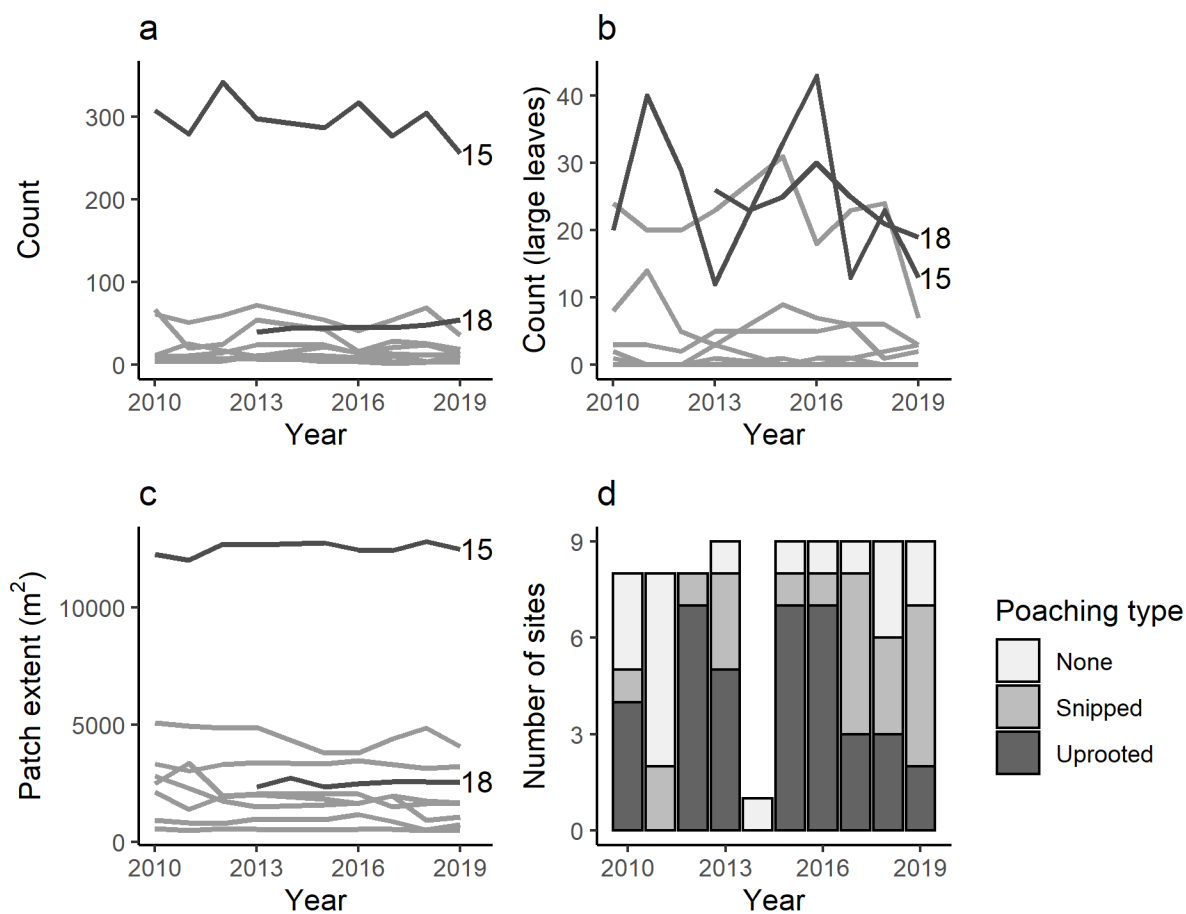 a
Count
300
200
100
0
15
18
2010 2013 2016 2019
Year
b
Count (large leaves)
40
30
20
10
0
18
15
2010 2013 2016 2019
Year
c
Patch extent (m²)
10000
5000
0
15
18
2010 2013 2016 2019
Year
d
Number of sites
9
6
3
0
2010 2013 2016 2019
Year
Poaching type
None
Snipped
Uprooted